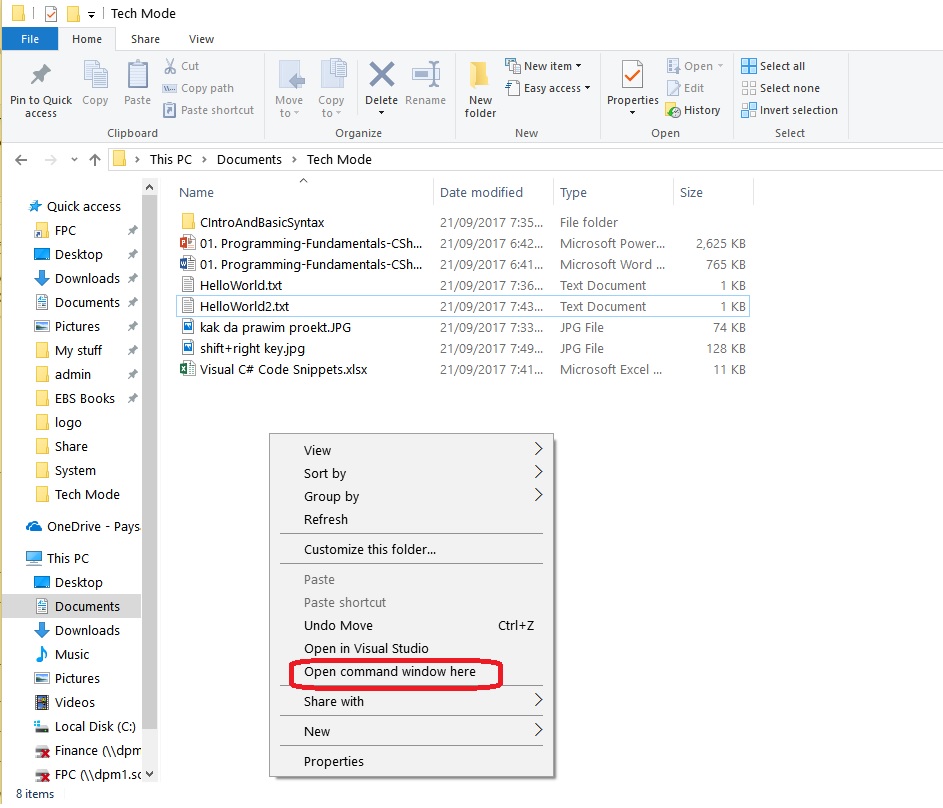 Tech Mode
File Home Share View
Pin to Quick access
Copy
Paste
Cut
Copy path
Paste shortcut
Clipboard
Move to
Copy to
Delete
Rename
Organize
New folder
New item
Easy access
New
Properties
Open
Edit
History
Open
Select all
Select none
Invert selection
Select
This PC > Documents > Tech Mode
Quick access
FPC
Desktop
Downloads
Documents
Pictures
My stuff
admin
EBS Books
logo
Share
System
Tech Mode
OneDrive - Pays
This PC
Desktop
Documents
Downloads
Music
Pictures
Videos
Local Disk (C:)
Finance (\\dpm
FPC (\\dpm1.sc
Name Date modified Type Size
CIntroAndBasicSyntax 21/09/2017 7:35... File folder
01. Programming-Fundamentals-CSh... 21/09/2017 6:42... Microsoft Power... 2,625 KB
01. Programming-Fundamentals-CSh... 21/09/2017 6:41... Microsoft Word ... 765 KB
HelloWorld.txt 21/09/2017 7:36... Text Document 1 KB
HelloWorld2.txt 21/09/2017 7:43... Text Document 1 KB
kak da prawim proekt.JPG 21/09/2017 7:33... JPG File 74 KB
shift+right key.jpg 21/09/2017 7:49... JPG File 128 KB
Visual C# Code Snippets.xlsx 21/09/2017 7:41... Microsoft Excel ... 11 KB
View
Sort by
Group by
Refresh
Customize this folder...
Paste
Paste shortcut
Undo Move Ctrl+Z
Open in Visual Studio
Open command window here
Share with
New
Properties
8 items